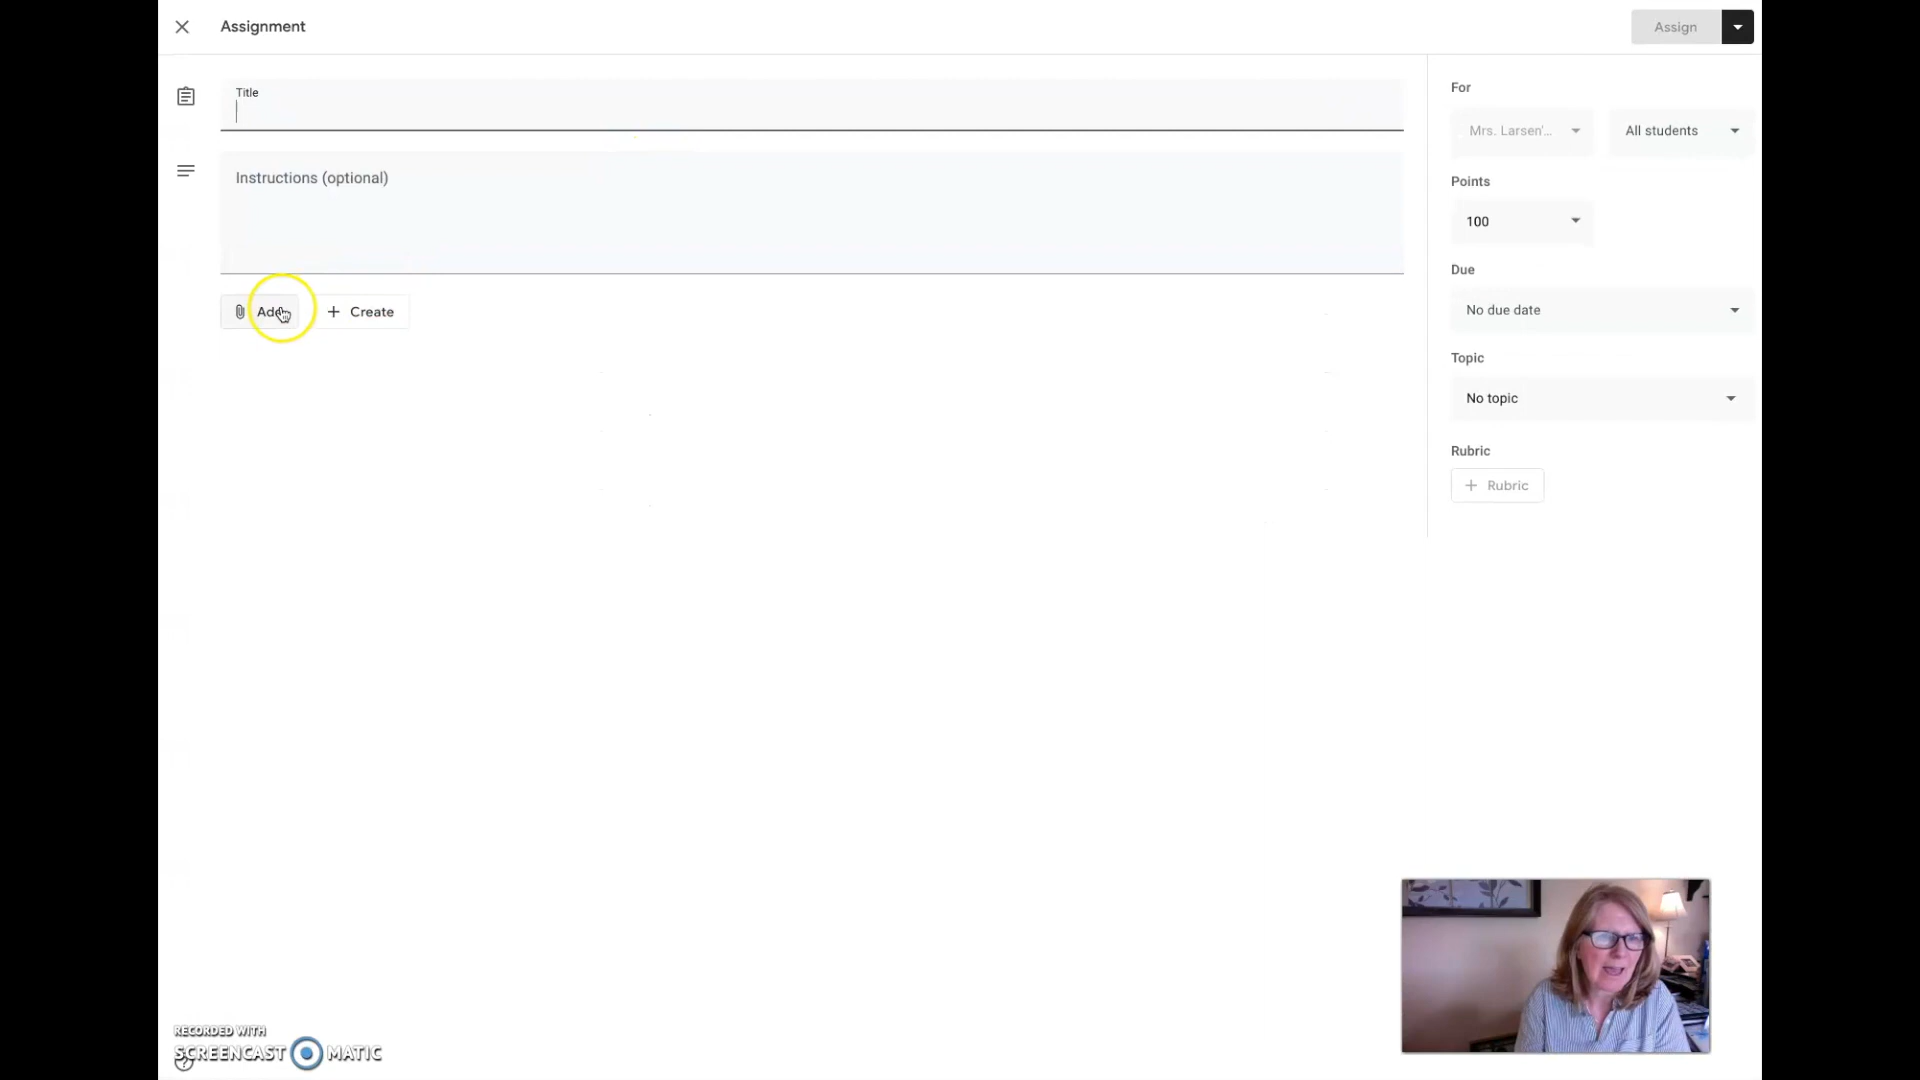 Assignment
Assign
Title
Instructions (optional)
Add
Create
For
Mrs. Larsen'...
All students
Points
100
Due
No due date
Topic
No topic
Rubric
Rubric
RECORDED WITH
SCREENCAST MATIC